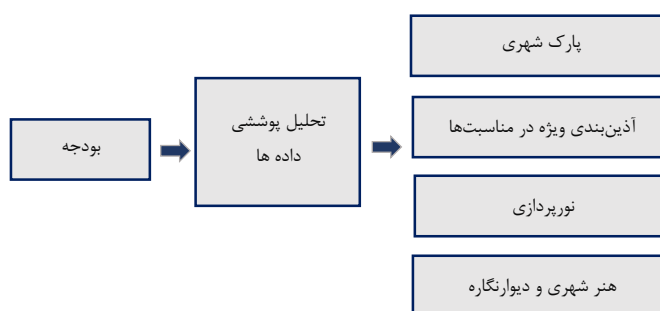 پارک شهری
آذین‌بندی ویژه در مناسبت‌ها
تحلیل پوششی
داده ها
بودجه
نورپردازی
هنر شهری و دیوارنگاره